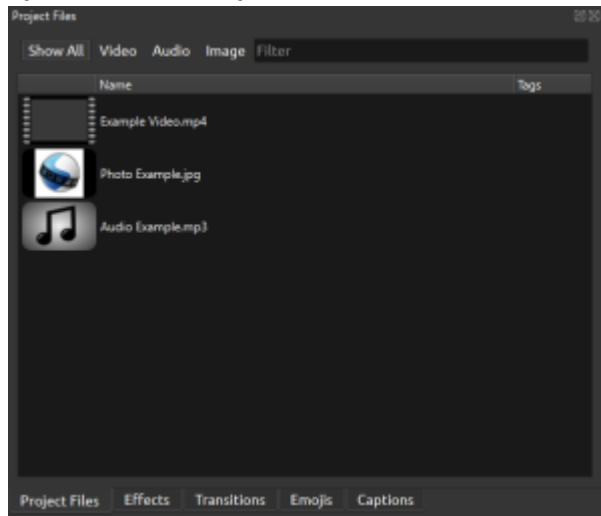 Project Files
Show All Video Audio Image Filter
Name Tags
Example Video.mp4
Photo Example.jpg
Audio Example.mp3
Project Files Effects Transitions Emojis Captions